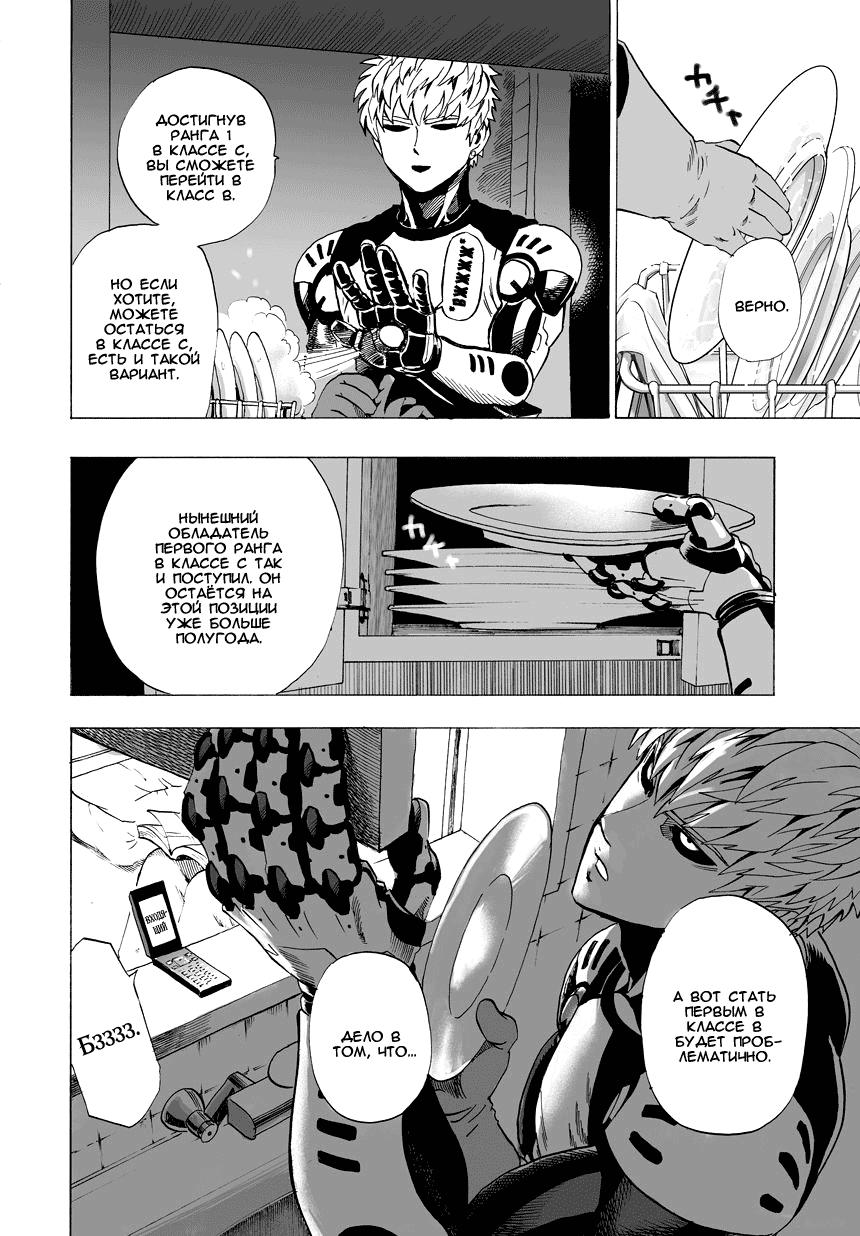 ВЕРНО.
ДОСТИГНУВ
РАНГА 1
В КЛАССЕ С,
ВЫ СМОЖЕТЕ
ПЕРЕЙТИ В
КЛАСС В.
*ВЖЖЖ*
НО ЕСЛИ
ХОТИТЕ,
МОЖЕТЕ
ОСТАТЬСЯ
В КЛАССЕ С,
ЕСТЬ И ТАКОЙ
ВАРИАНТ.
НЫНЕШНИЙ
ОБЛАДАТЕЛЬ
ПЕРВОГО РАНГА
В КЛАССЕ С ТАК
И ПОСТУПИЛ. ОН
ОСТАЁТСЯ НА
ЭТОЙ ПОЗИЦИИ
УЖЕ БОЛЬШЕ
ПОЛУГОДА.
А ВОТ СТАТЬ
ПЕРВЫМ В
КЛАССЕ В
БУДЕТ ПРОБ-
ЛЕМАТИЧНО.
ДЕЛО В
ТОМ, ЧТО...
ВХОДЯ-
ЩИЙ
Бзззз.